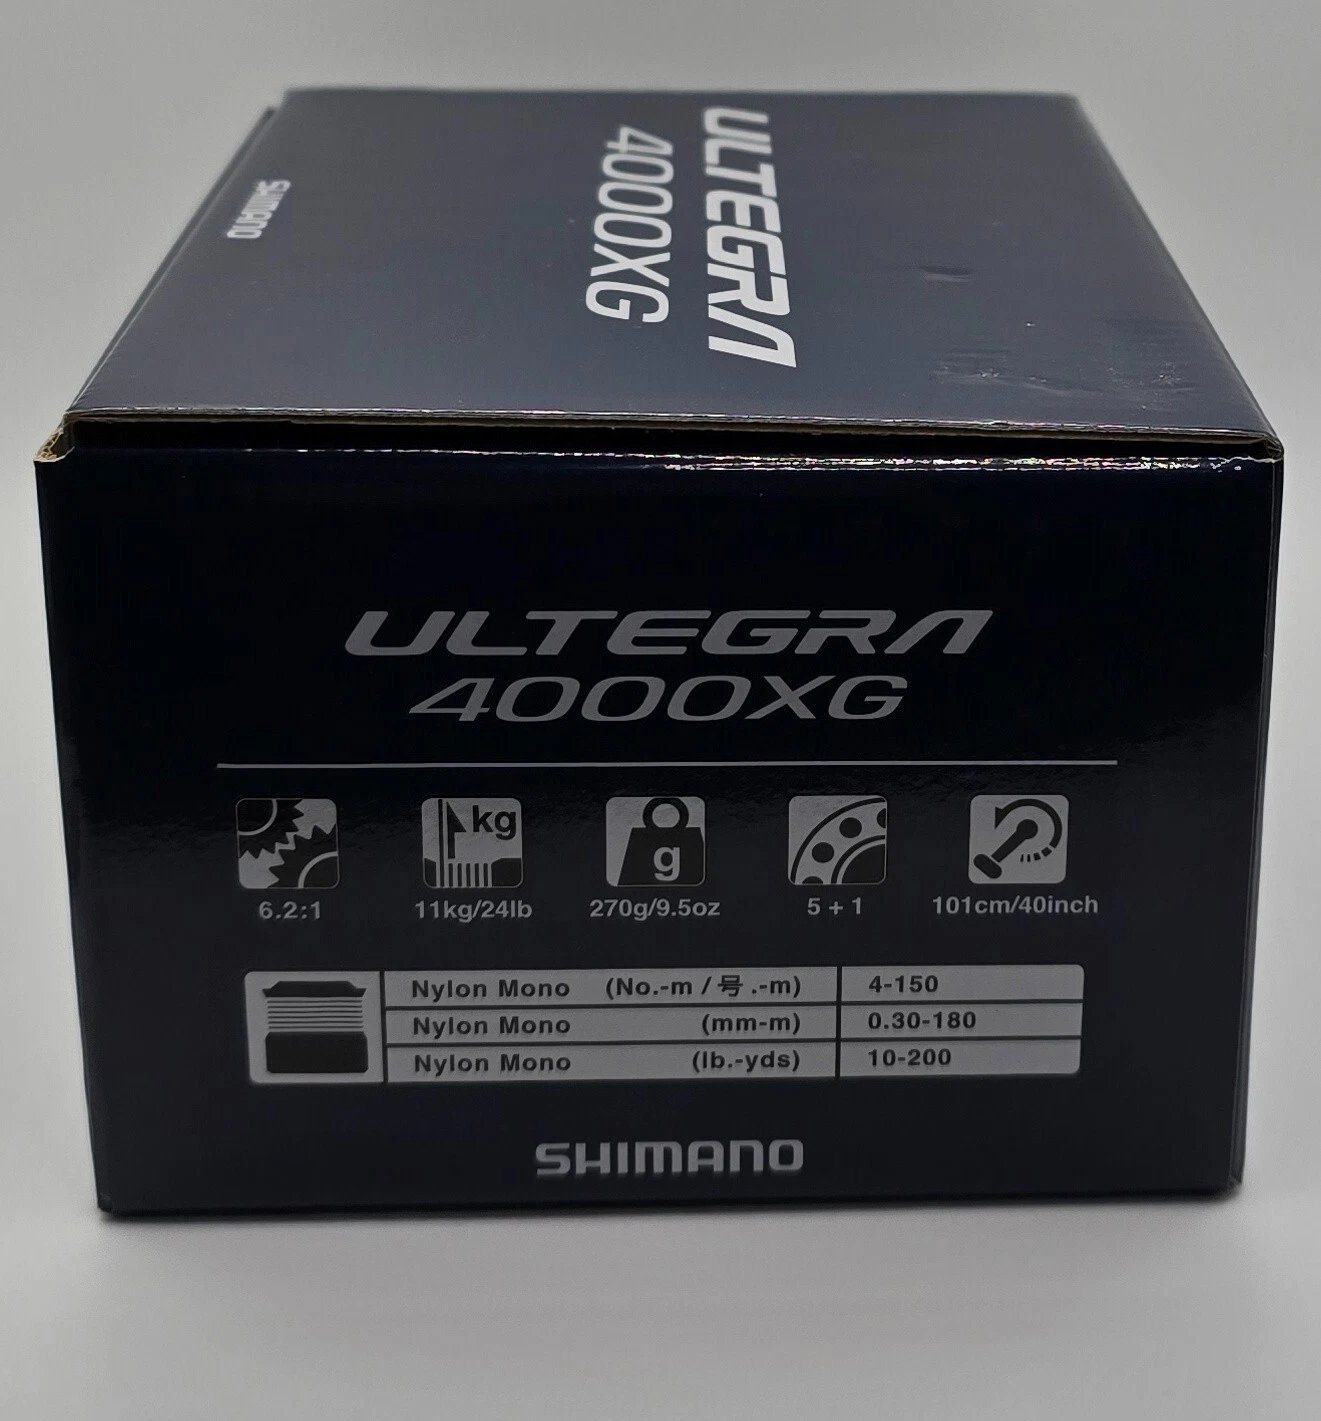 SHIMANO
ULTEGRA
4000XG
ULTEGRA
4000XG
kg
g
6.2:1
11kg/24lb
270g/9.5oz
5+1
101cm/40inch
Nylon Mono (No.-m / 号.-m) 4-150
Nylon Mono (mm-m) 0.30-180
Nylon Mono (lb.-yds) 10-200
SHIMANO